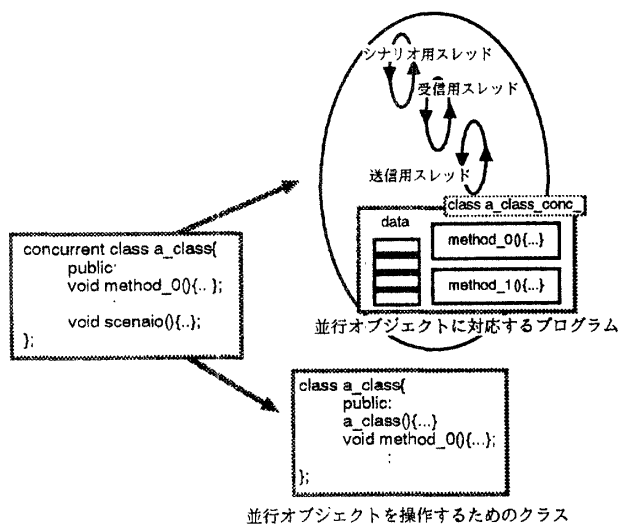 シナリオ用スレッド
受信用スレッド
送信用スレッド
class a_class_conc_
data
method_0(){...}
method_1(){...}
並行オブジェクトに対応するプログラム
concurrent class a_class{
public:
void method_0(){.. };
:
void scenaio(){..};
};
class a_class{
public:
a_class(){...}
void method_0(){...};
:
};
並行オブジェクトを操作するためのクラス